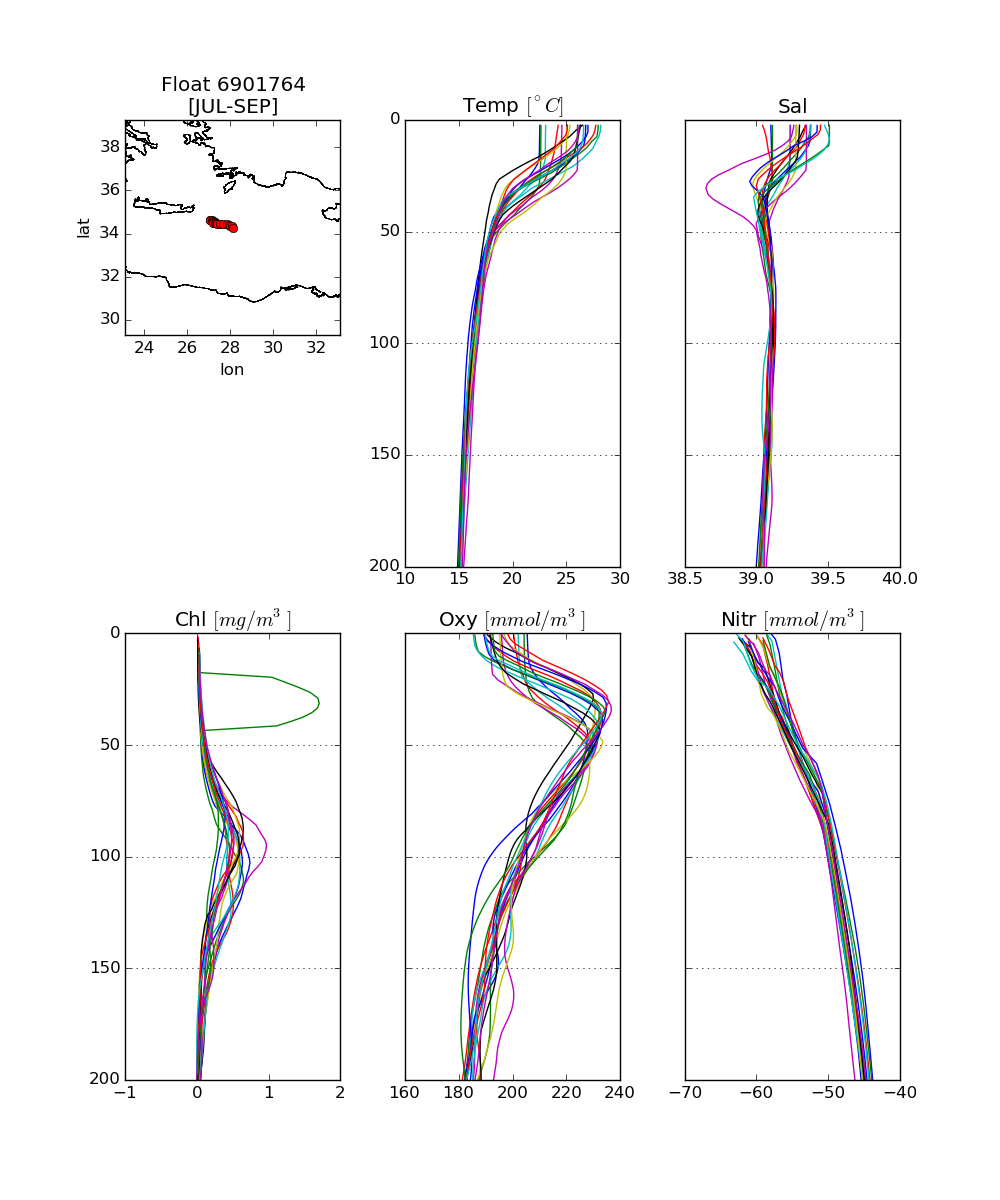 Float 6901764
[JUL-SEP]
38
36
34
32
30
lat
24 26 28 30 32
lon
Temp [°C]
0
50
100
150
200
10 15 20 25 30
Sal
38.5 39.0 39.5 40.0
Chl [mg/m³]
0
50
100
150
200
−1 0 1 2
Oxy [mmol/m³]
160 180 200 220 240
Nitr [mmol/m³]
−70 −60 −50 −40